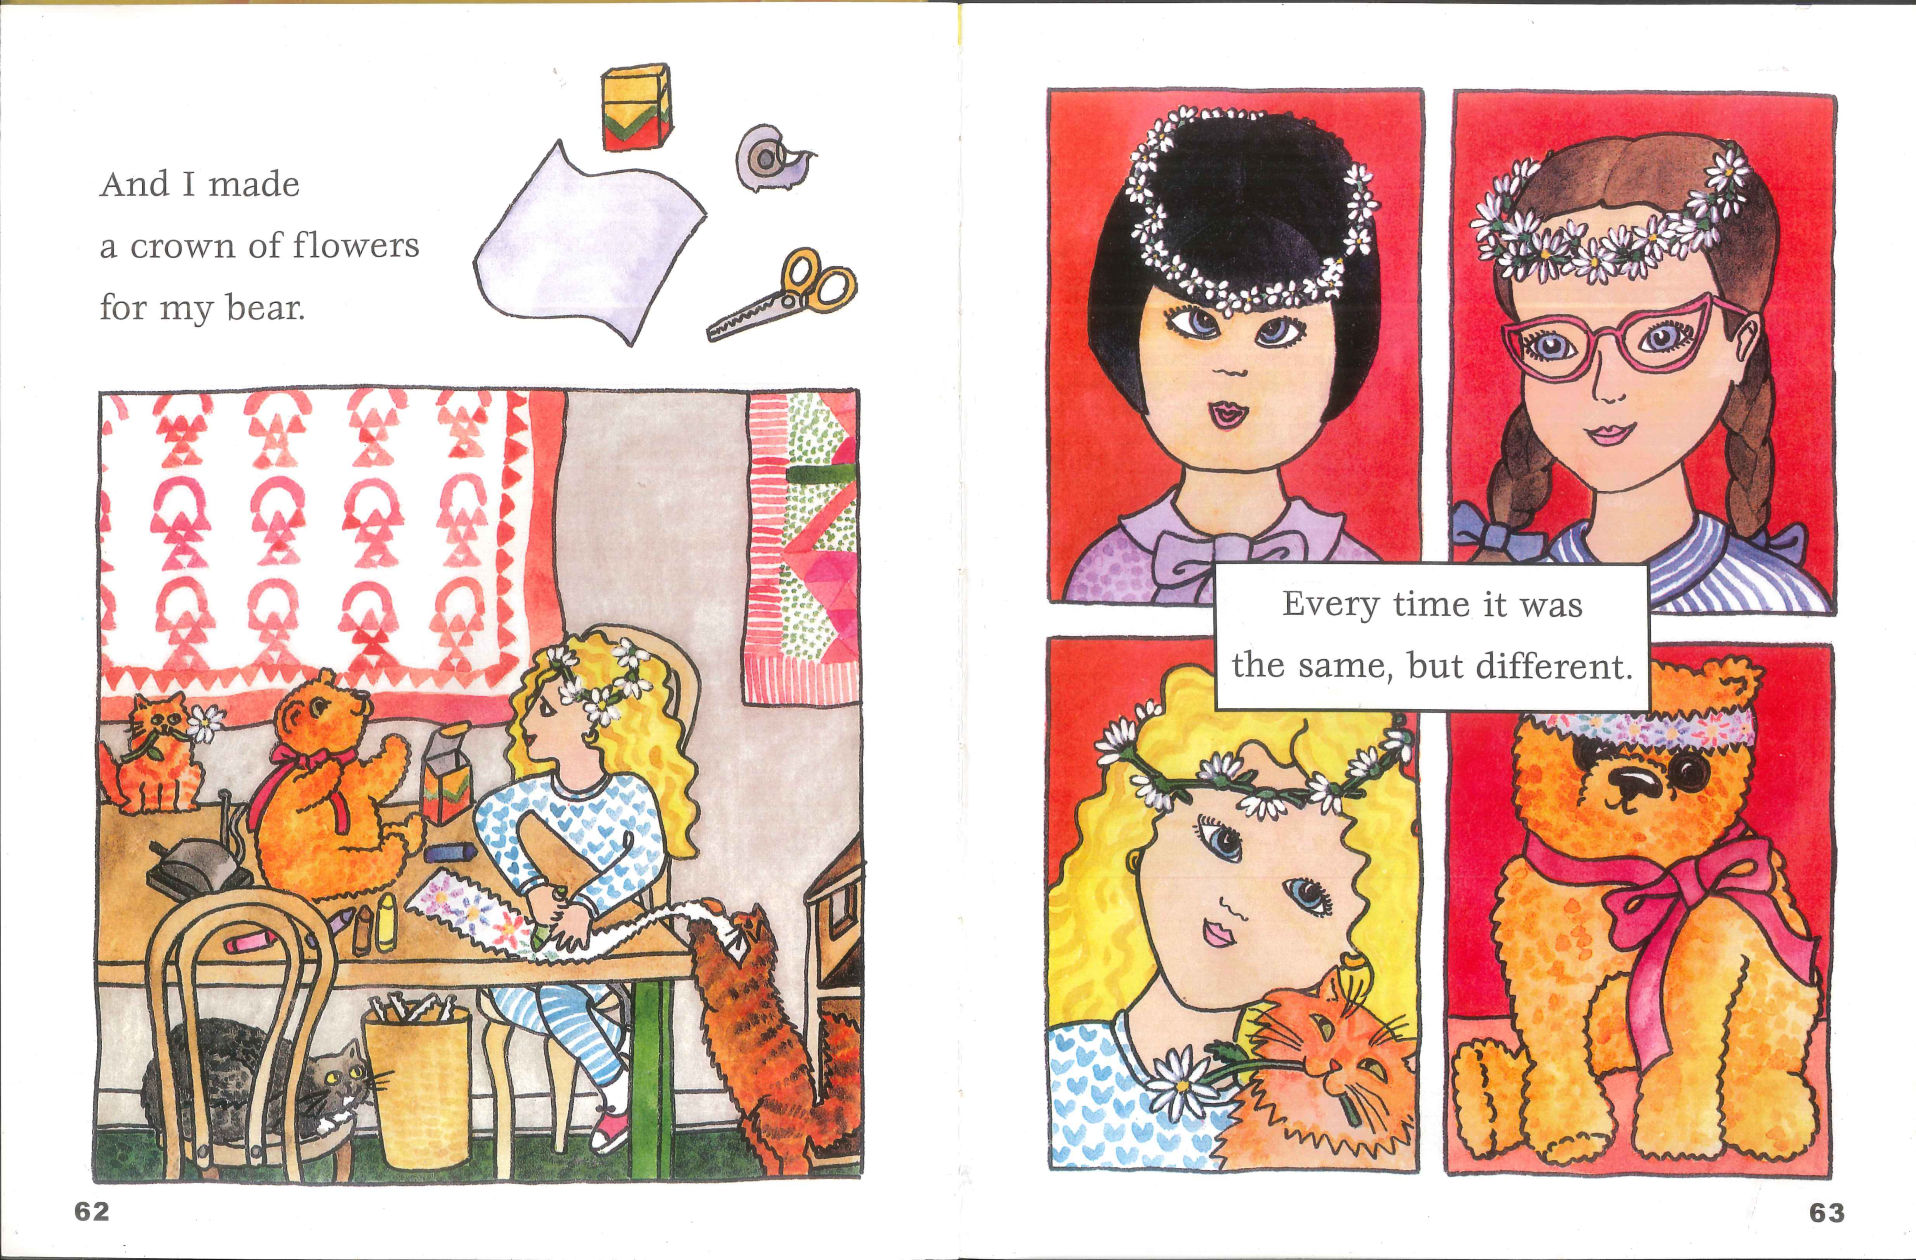 And I made
a crown of flowers
for my bear.
62
Every time it was
the same, but different.
63